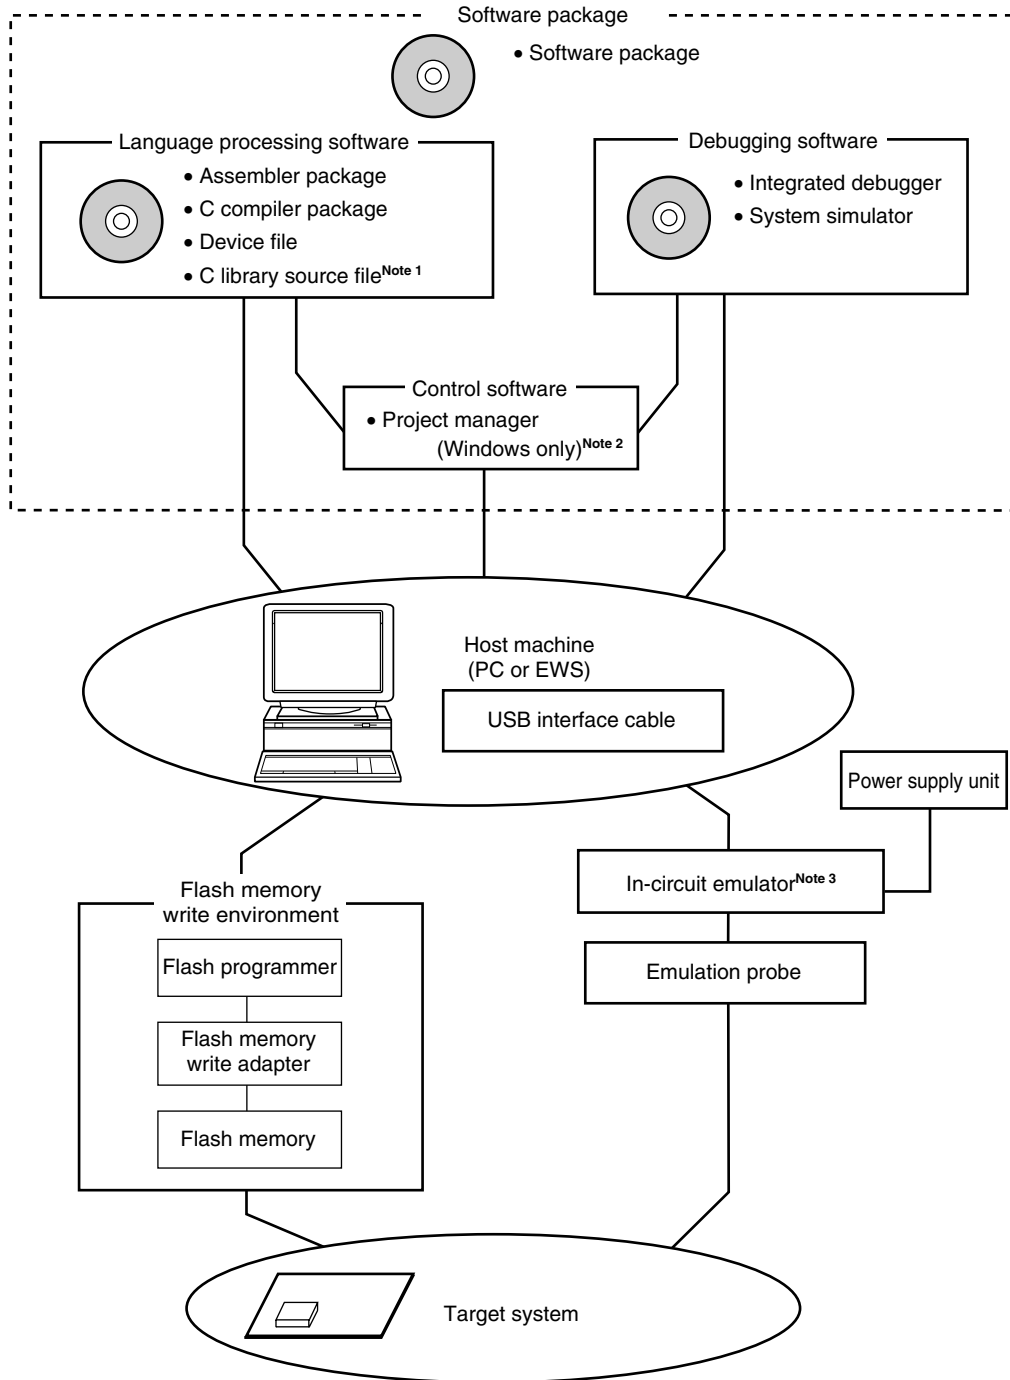 Software package
• Software package
Language processing software
• Assembler package
• C compiler package
• Device file
• C library source fileNote 1
Debugging software
• Integrated debugger
• System simulator
Control software
• Project manager
(Windows only)Note 2
Host machine
(PC or EWS)
USB interface cable
Power supply unit
In-circuit emulatorNote 3
Emulation probe
Flash memory
write environment
Flash programmer
Flash memory
write adapter
Flash memory
Target system